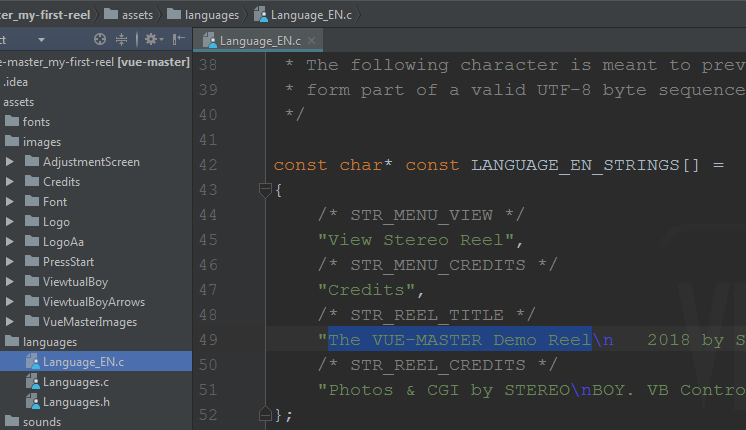 ster_my-first-reel assets languages Language_EN.c
ct Language_EN.c
e-master_my-first-reel [vue-master]
.idea
assets
fonts
images
AdjustmentScreen
Credits
Font
Logo
LogoAa
PressStart
ViewtualBoy
ViewtualBoyArrows
VueMasterImages
languages
Language_EN.c
Languages.c
Languages.h
sounds
38 * The following character is meant to prev
39 * form part of a valid UTF-8 byte sequence
40 */
41
42 const char* const LANGUAGE_EN_STRINGS[] =
43 {
44 /* STR_MENU_VIEW */
45 "View Stereo Reel",
46 /* STR_MENU_CREDITS */
47 "Credits",
48 /* STR_REEL_TITLE */
49 "The VUE-MASTER Demo Reel\n   2018 by S
50 /* STR_REEL_CREDITS */
51 "Photos & CGI by STEREO\nBOY. VB Contro
52 };